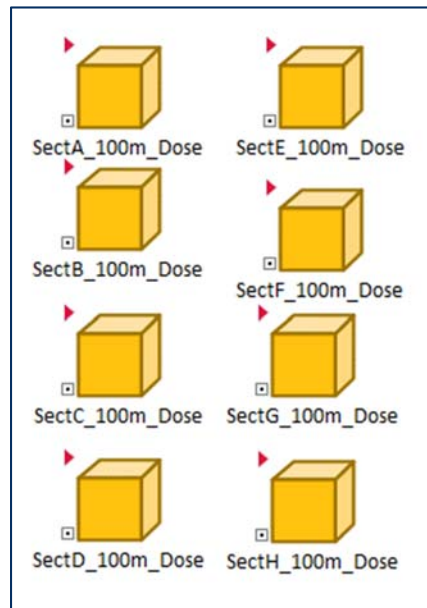 SectA_100m_Dose
SectE_100m_Dose
SectB_100m_Dose
SectF_100m_Dose
SectC_100m_Dose
SectG_100m_Dose
SectD_100m_Dose
SectH_100m_Dose